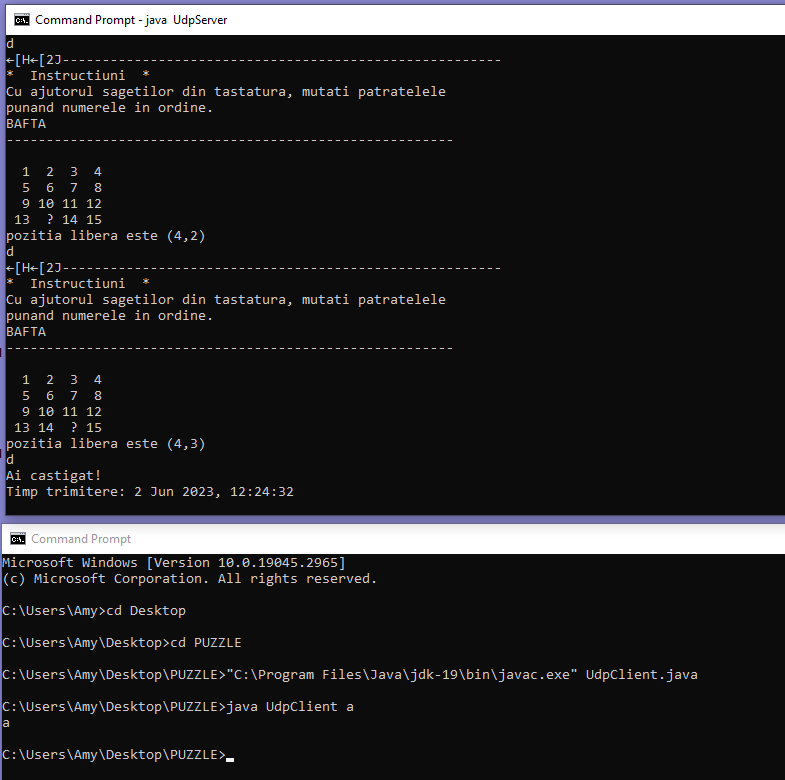 Command Prompt - java  UdpServer
d
←[H←[2J-------------------------------------------------------
*  Instructiuni  *
Cu ajutorul sagetilor din tastatura, mutati patratelele
punand numerele in ordine.
BAFTA
--------------------------------------------------------
  1  2  3  4
  5  6  7  8
  9 10 11 12
 13  ? 14 15
pozitia libera este (4,2)
d
←[H←[2J-------------------------------------------------------
*  Instructiuni  *
Cu ajutorul sagetilor din tastatura, mutati patratelele
punand numerele in ordine.
BAFTA
--------------------------------------------------------
  1  2  3  4
  5  6  7  8
  9 10 11 12
 13 14  ? 15
pozitia libera este (4,3)
d
Ai castigat!
Timp trimitere: 2 Jun 2023, 12:24:32
Command Prompt
Microsoft Windows [Version 10.0.19045.2965]
(c) Microsoft Corporation. All rights reserved.
C:\Users\Amy>cd Desktop
C:\Users\Amy\Desktop>cd PUZZLE
C:\Users\Amy\Desktop\PUZZLE>"C:\Program Files\Java\jdk-19\bin\javac.exe" UdpClient.java
C:\Users\Amy\Desktop\PUZZLE>java UdpClient a
a
C:\Users\Amy\Desktop\PUZZLE>_